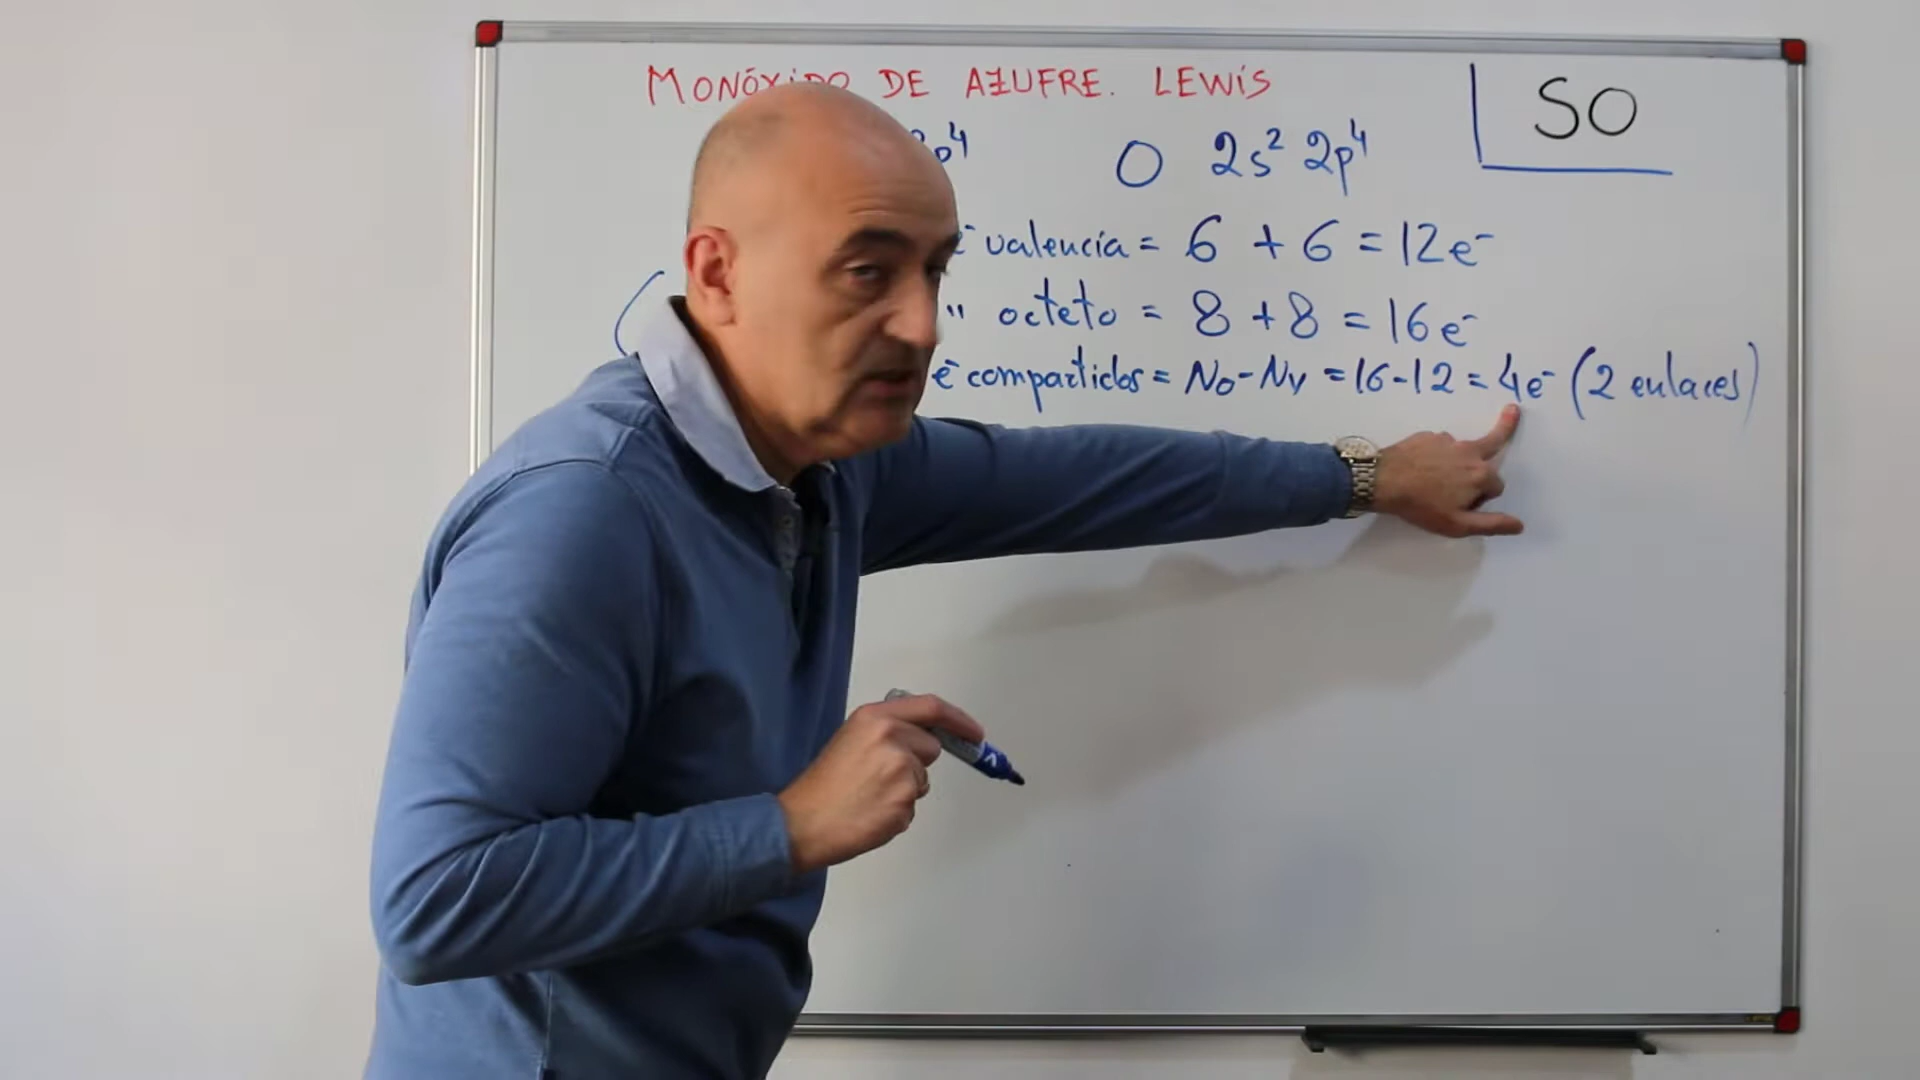 MONÓXIDO DE AZUFRE. LEWIS
SO
p⁴ O 2s² 2p⁴
e⁻ valencia = 6 + 6 = 12e⁻
" octeto = 8 + 8 = 16e⁻
e⁻ compartidos = No - Nv = 16 - 12 = 4e⁻ (2 enlaces)